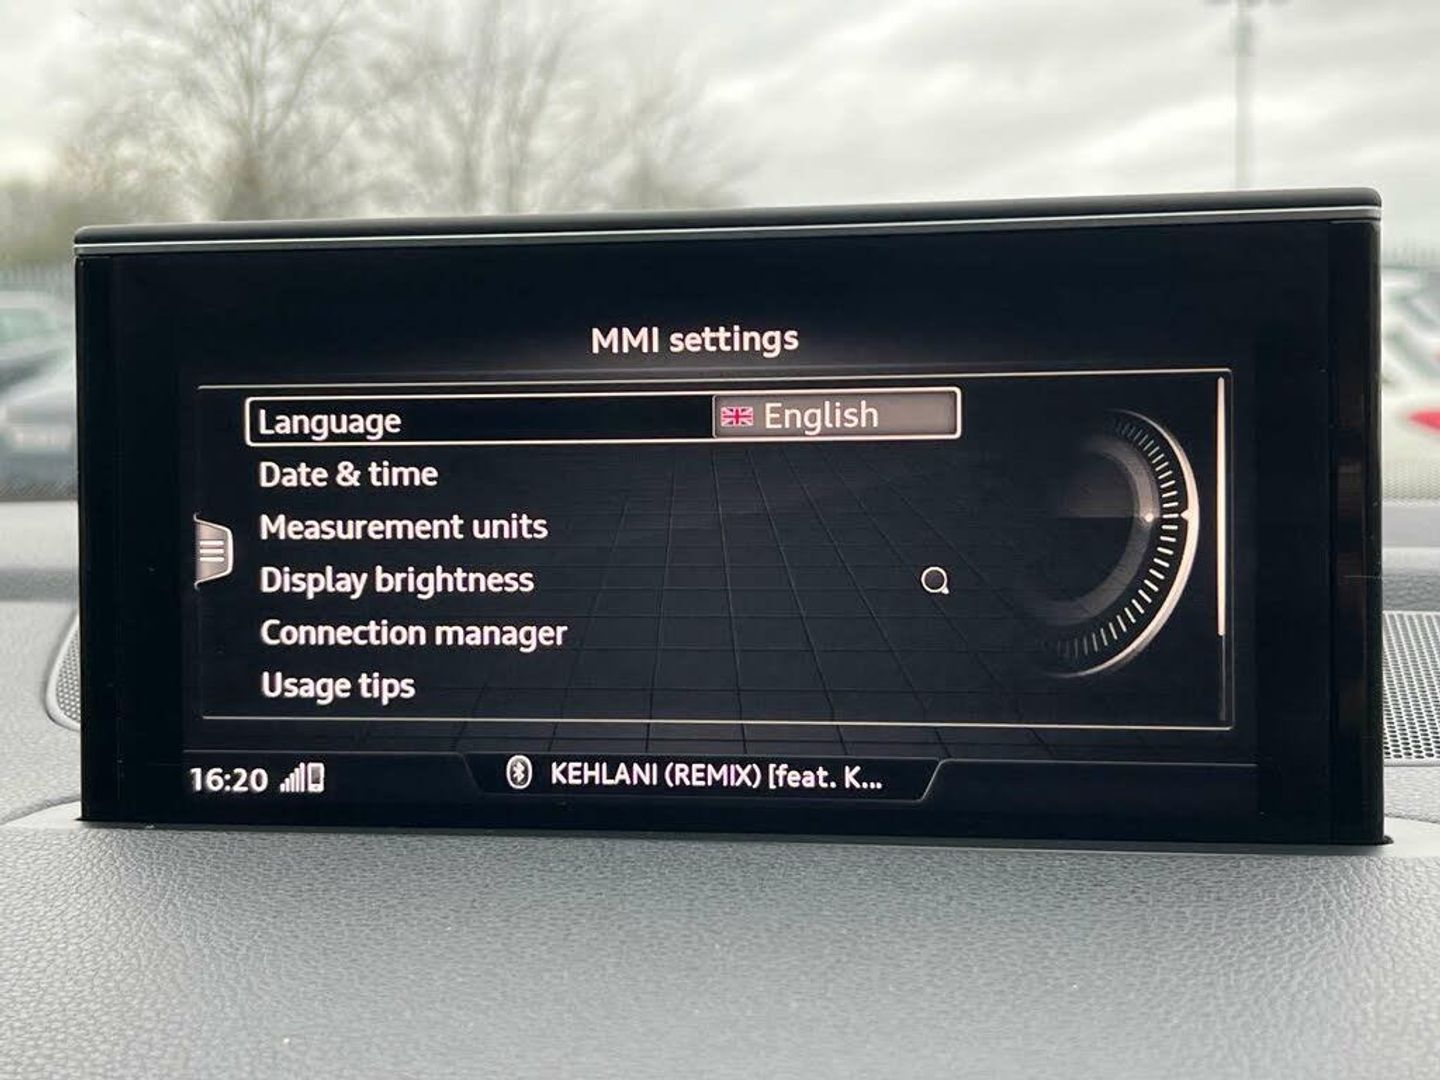 MMI settings
Language English
Date & time
Measurement units
Display brightness
Connection manager
Usage tips
16:20 KEHLANI (REMIX) [feat. K...